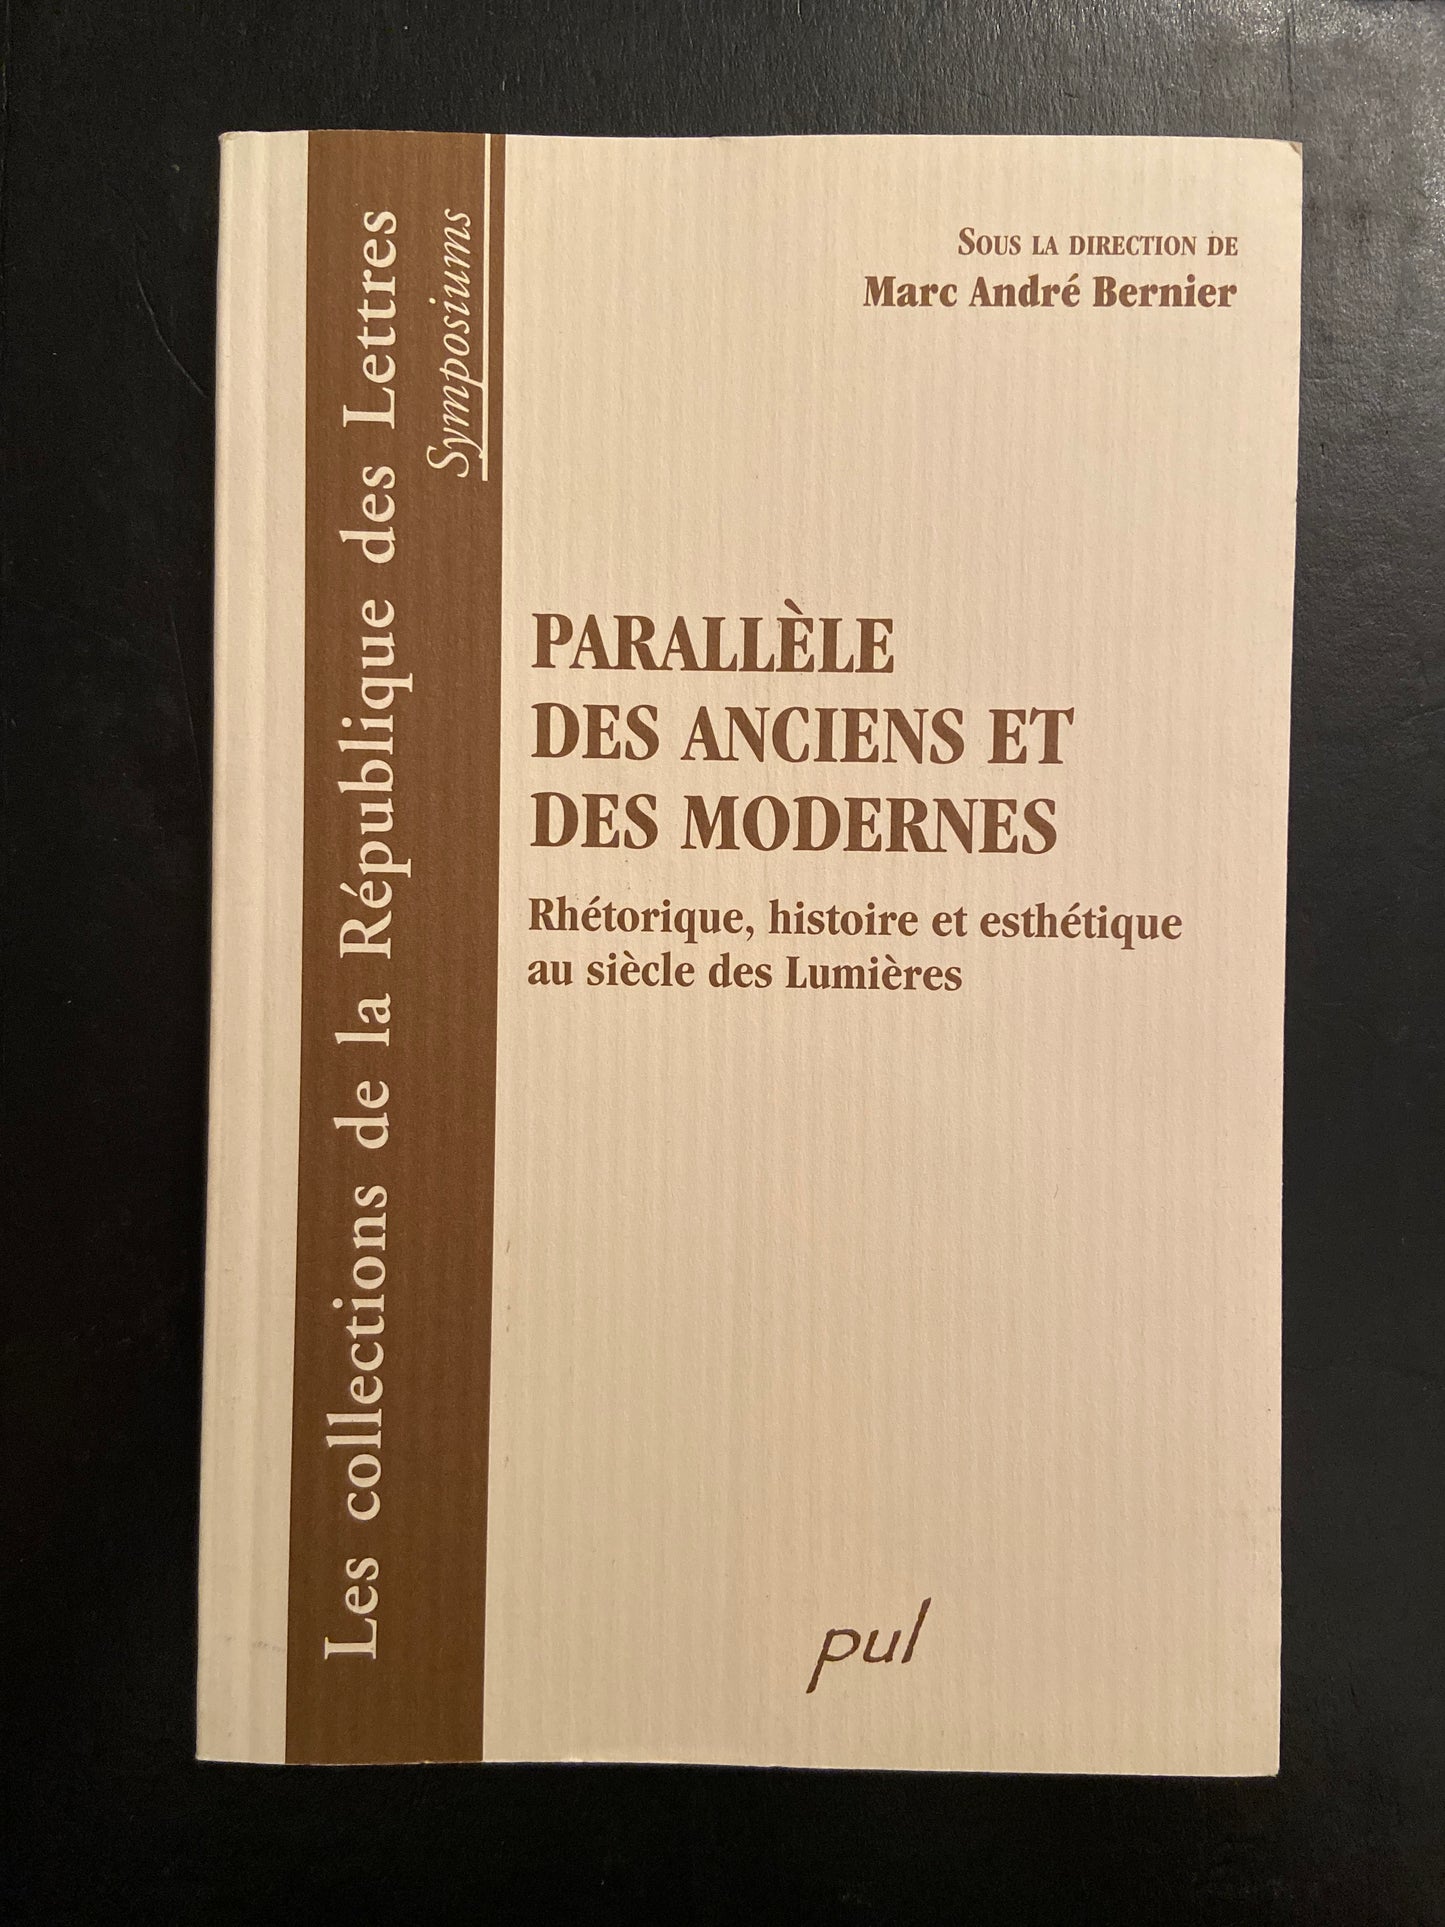 Les collections de la République des Lettres
Symposiums
SOUS LA DIRECTION DE
Marc André Bernier
PARALLÈLE
DES ANCIENS ET
DES MODERNES
Rhétorique, histoire et esthétique
au siècle des Lumières
pul